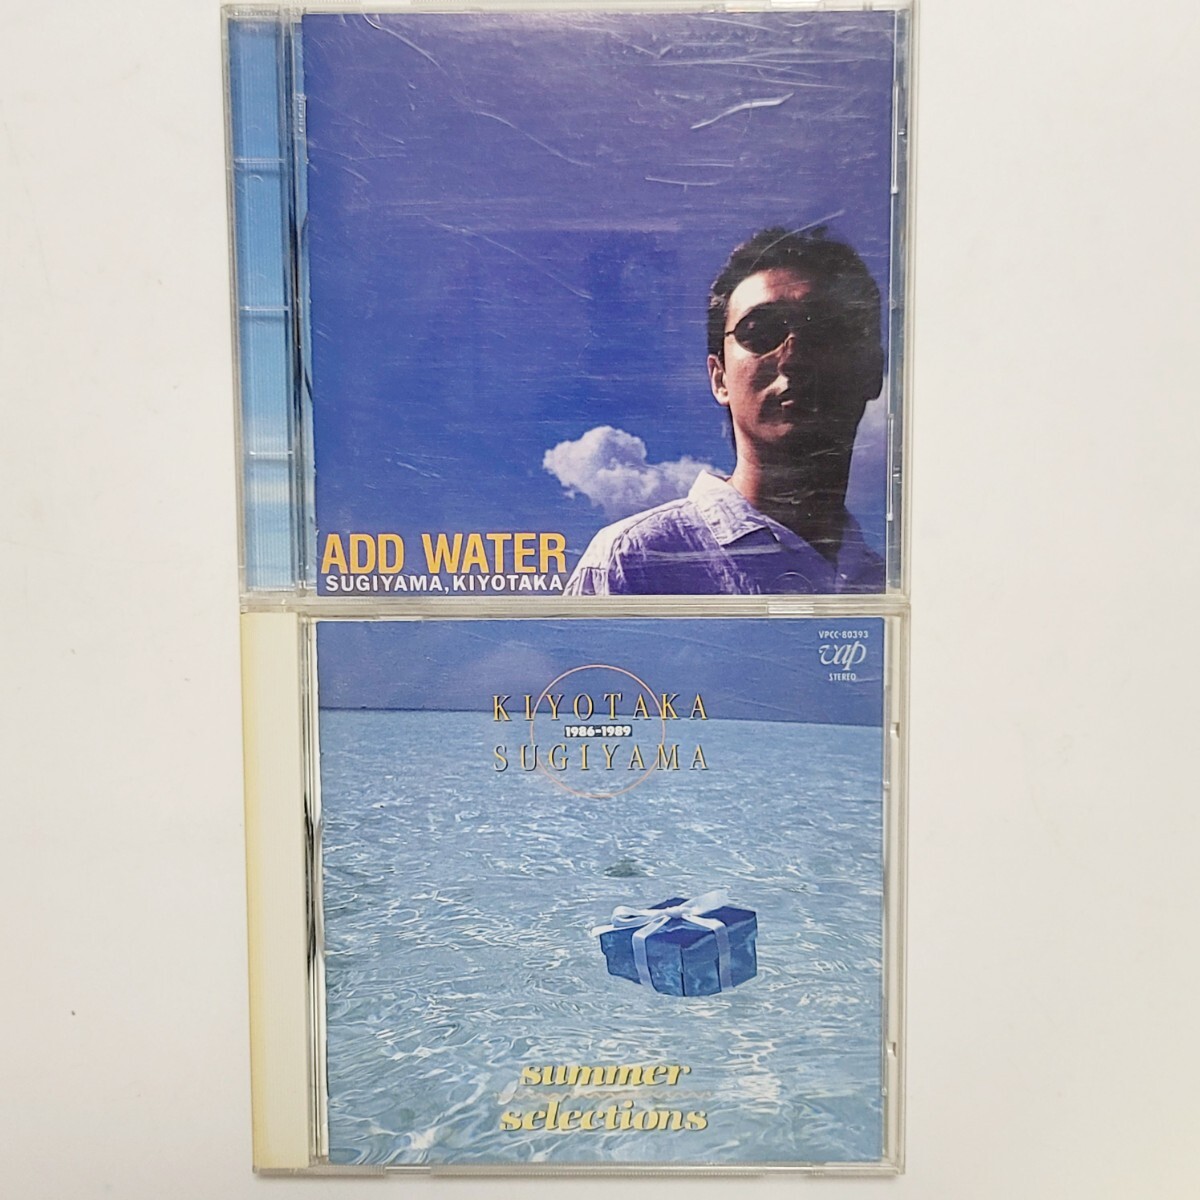 ADD WATER
SUGIYAMA, KIYOTAKA
VPCC-80393
vap
STEREO
KIYOTAKA
1986-1989
SUGIYAMA
summer
selections